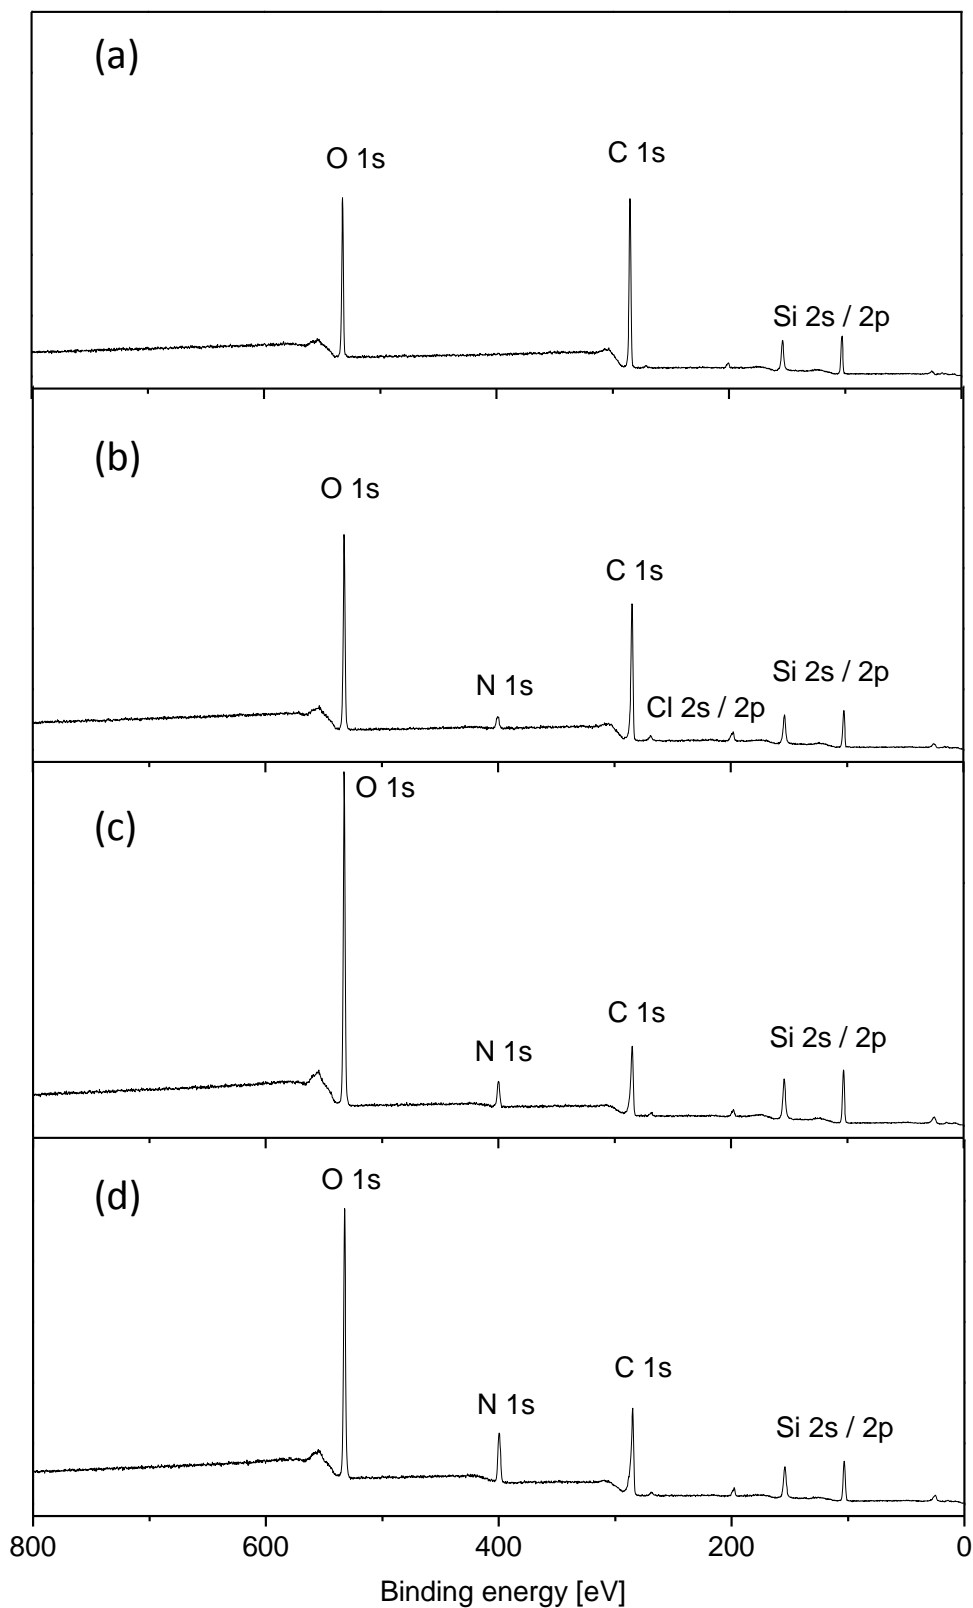 (a)
O 1s
C 1s
Si 2s / 2p
(b)
O 1s
N 1s
C 1s
Cl 2s / 2p
Si 2s / 2p
(c)
O 1s
N 1s
C 1s
Si 2s / 2p
(d)
O 1s
N 1s
C 1s
Si 2s / 2p
800 600 400 200 0
Binding energy [eV]